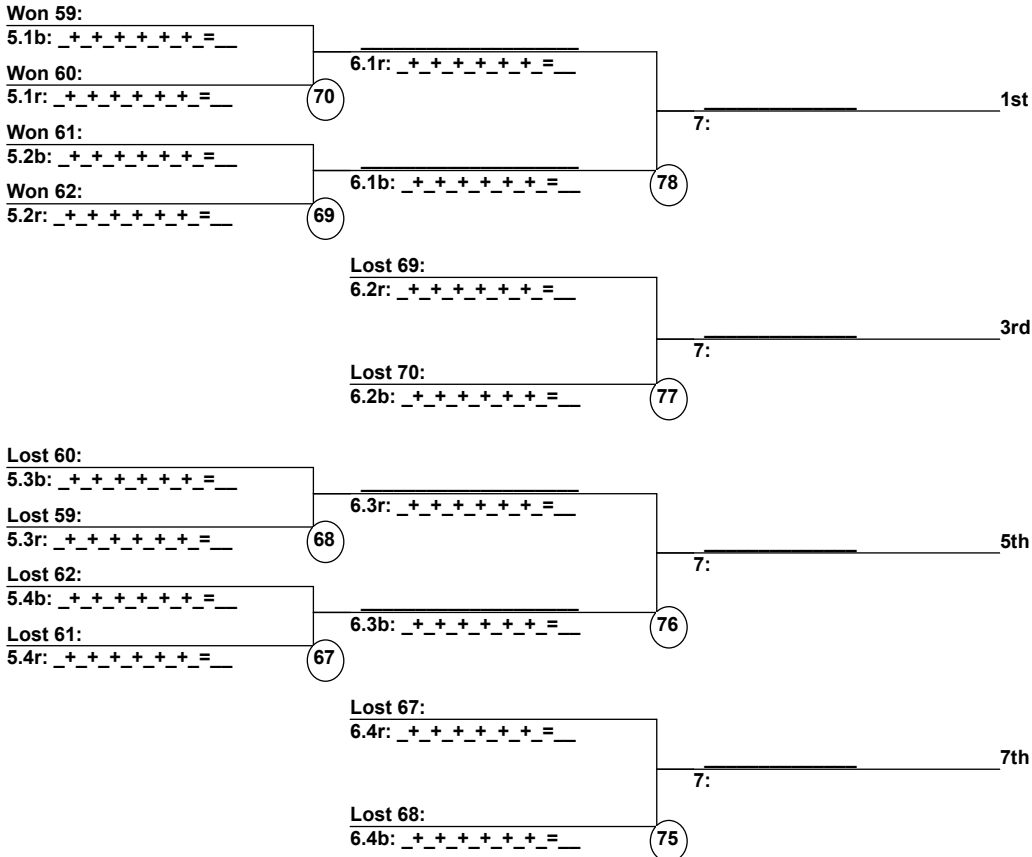 Won 59:
5.1b: _+_+_+_+_+_=__
6.1r: _+_+_+_+_+_=__
Won 60:
5.1r: _+_+_+_+_+_=__
70
1st
7:
Won 61:
5.2b: _+_+_+_+_+_=__
6.1b: _+_+_+_+_+_=__
78
Won 62:
5.2r: _+_+_+_+_+_=__
69
Lost 69:
6.2r: _+_+_+_+_+_=__
3rd
7:
Lost 70:
6.2b: _+_+_+_+_+_=__
77
Lost 60:
5.3b: _+_+_+_+_+_=__
6.3r: _+_+_+_+_+_=__
Lost 59:
5.3r: _+_+_+_+_+_=__
68
5th
7:
Lost 62:
5.4b: _+_+_+_+_+_=__
6.3b: _+_+_+_+_+_=__
76
Lost 61:
5.4r: _+_+_+_+_+_=__
67
Lost 67:
6.4r: _+_+_+_+_+_=__
7th
7:
Lost 68:
6.4b: _+_+_+_+_+_=__
75